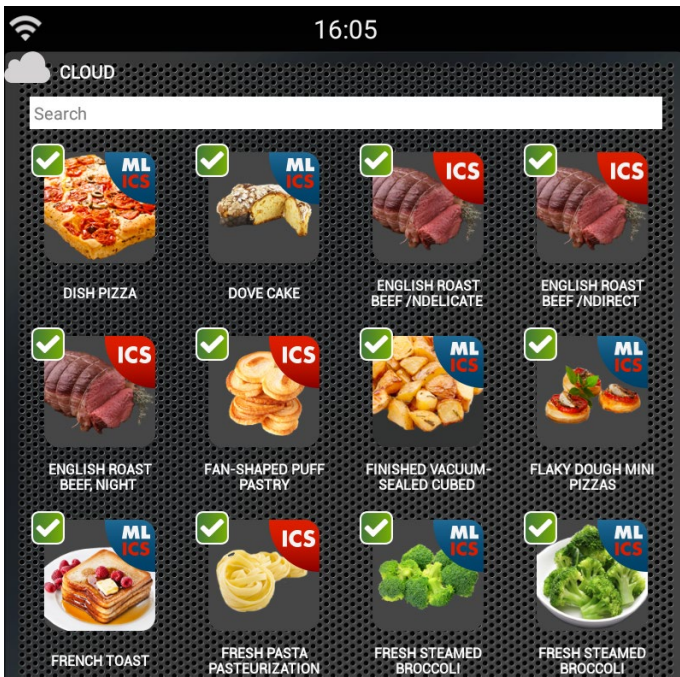 16:05
CLOUD
Search
ML
ICS
ML
ICS
ICS
ICS
DISH PIZZA
DOVE CAKE
ENGLISH ROAST
BEEF /NDELICATE
ENGLISH ROAST
BEEF /NDIRECT
ICS
ICS
ML
ICS
ML
ICS
ENGLISH ROAST
BEEF, NIGHT
FAN-SHAPED PUFF
PASTRY
FINISHED VACUUM-
SEALED CUBED
FLAKY DOUGH MINI
PIZZAS
ML
ICS
ICS
ML
ICS
ML
ICS
FRENCH TOAST
FRESH PASTA
PASTEURIZATION
FRESH STEAMED
BROCCOLI
FRESH STEAMED
BROCCOLI